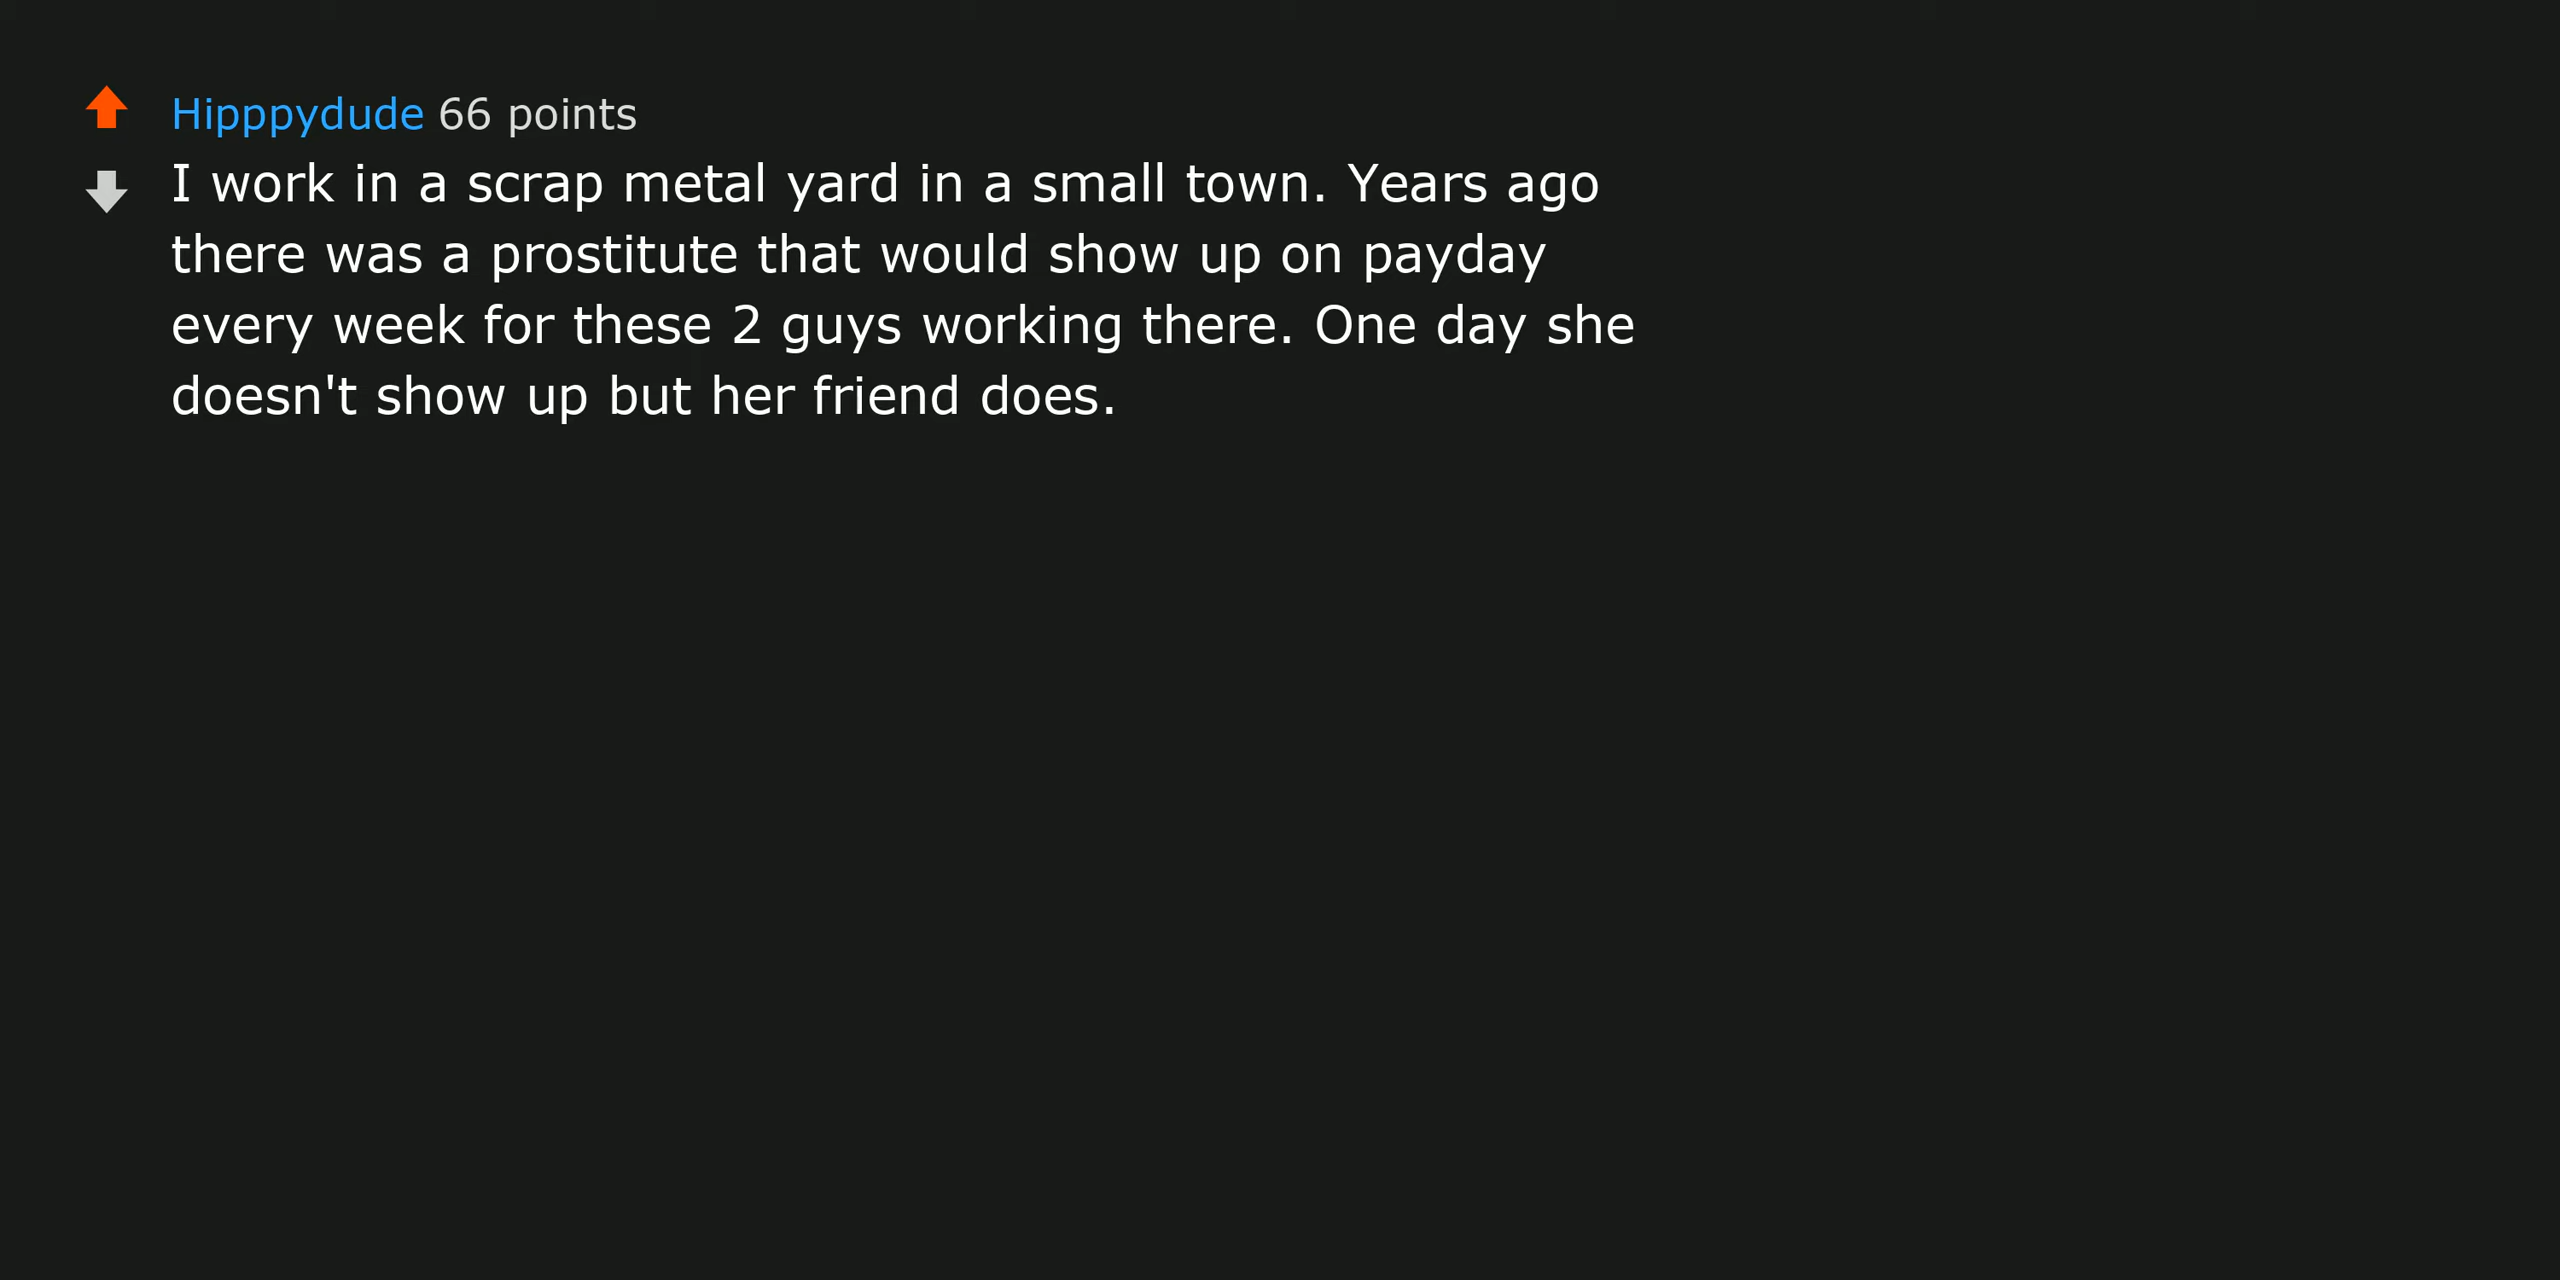 Hipppydude 66 points
I work in a scrap metal yard in a small town. Years ago
there was a prostitute that would show up on payday
every week for these 2 guys working there. One day she
doesn't show up but her friend does.